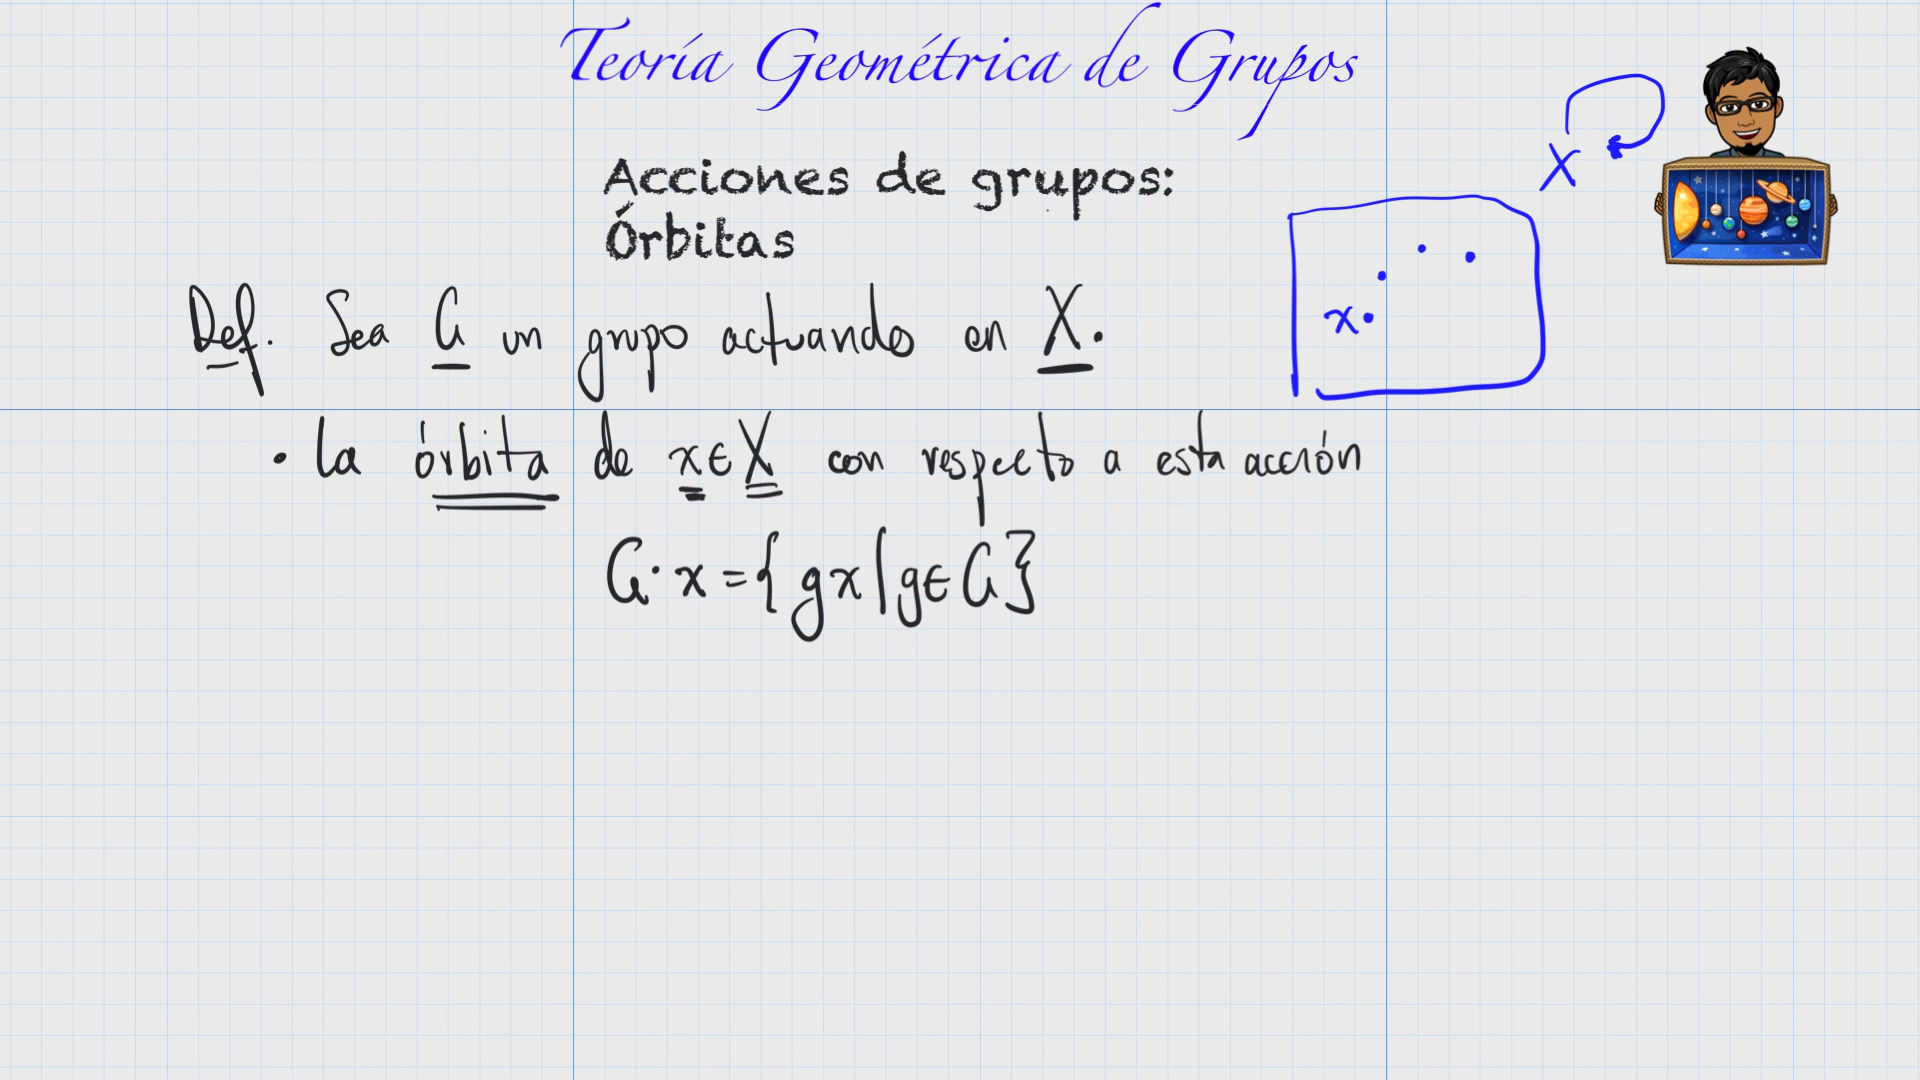 Teoría Geométrica de Grupos
Acciones de grupos:
Órbitas
X
x
Def. Sea G un grupo actuando en X.
• La órbita de x∈X con respecto a esta acción
G·x={gx|g∈G}